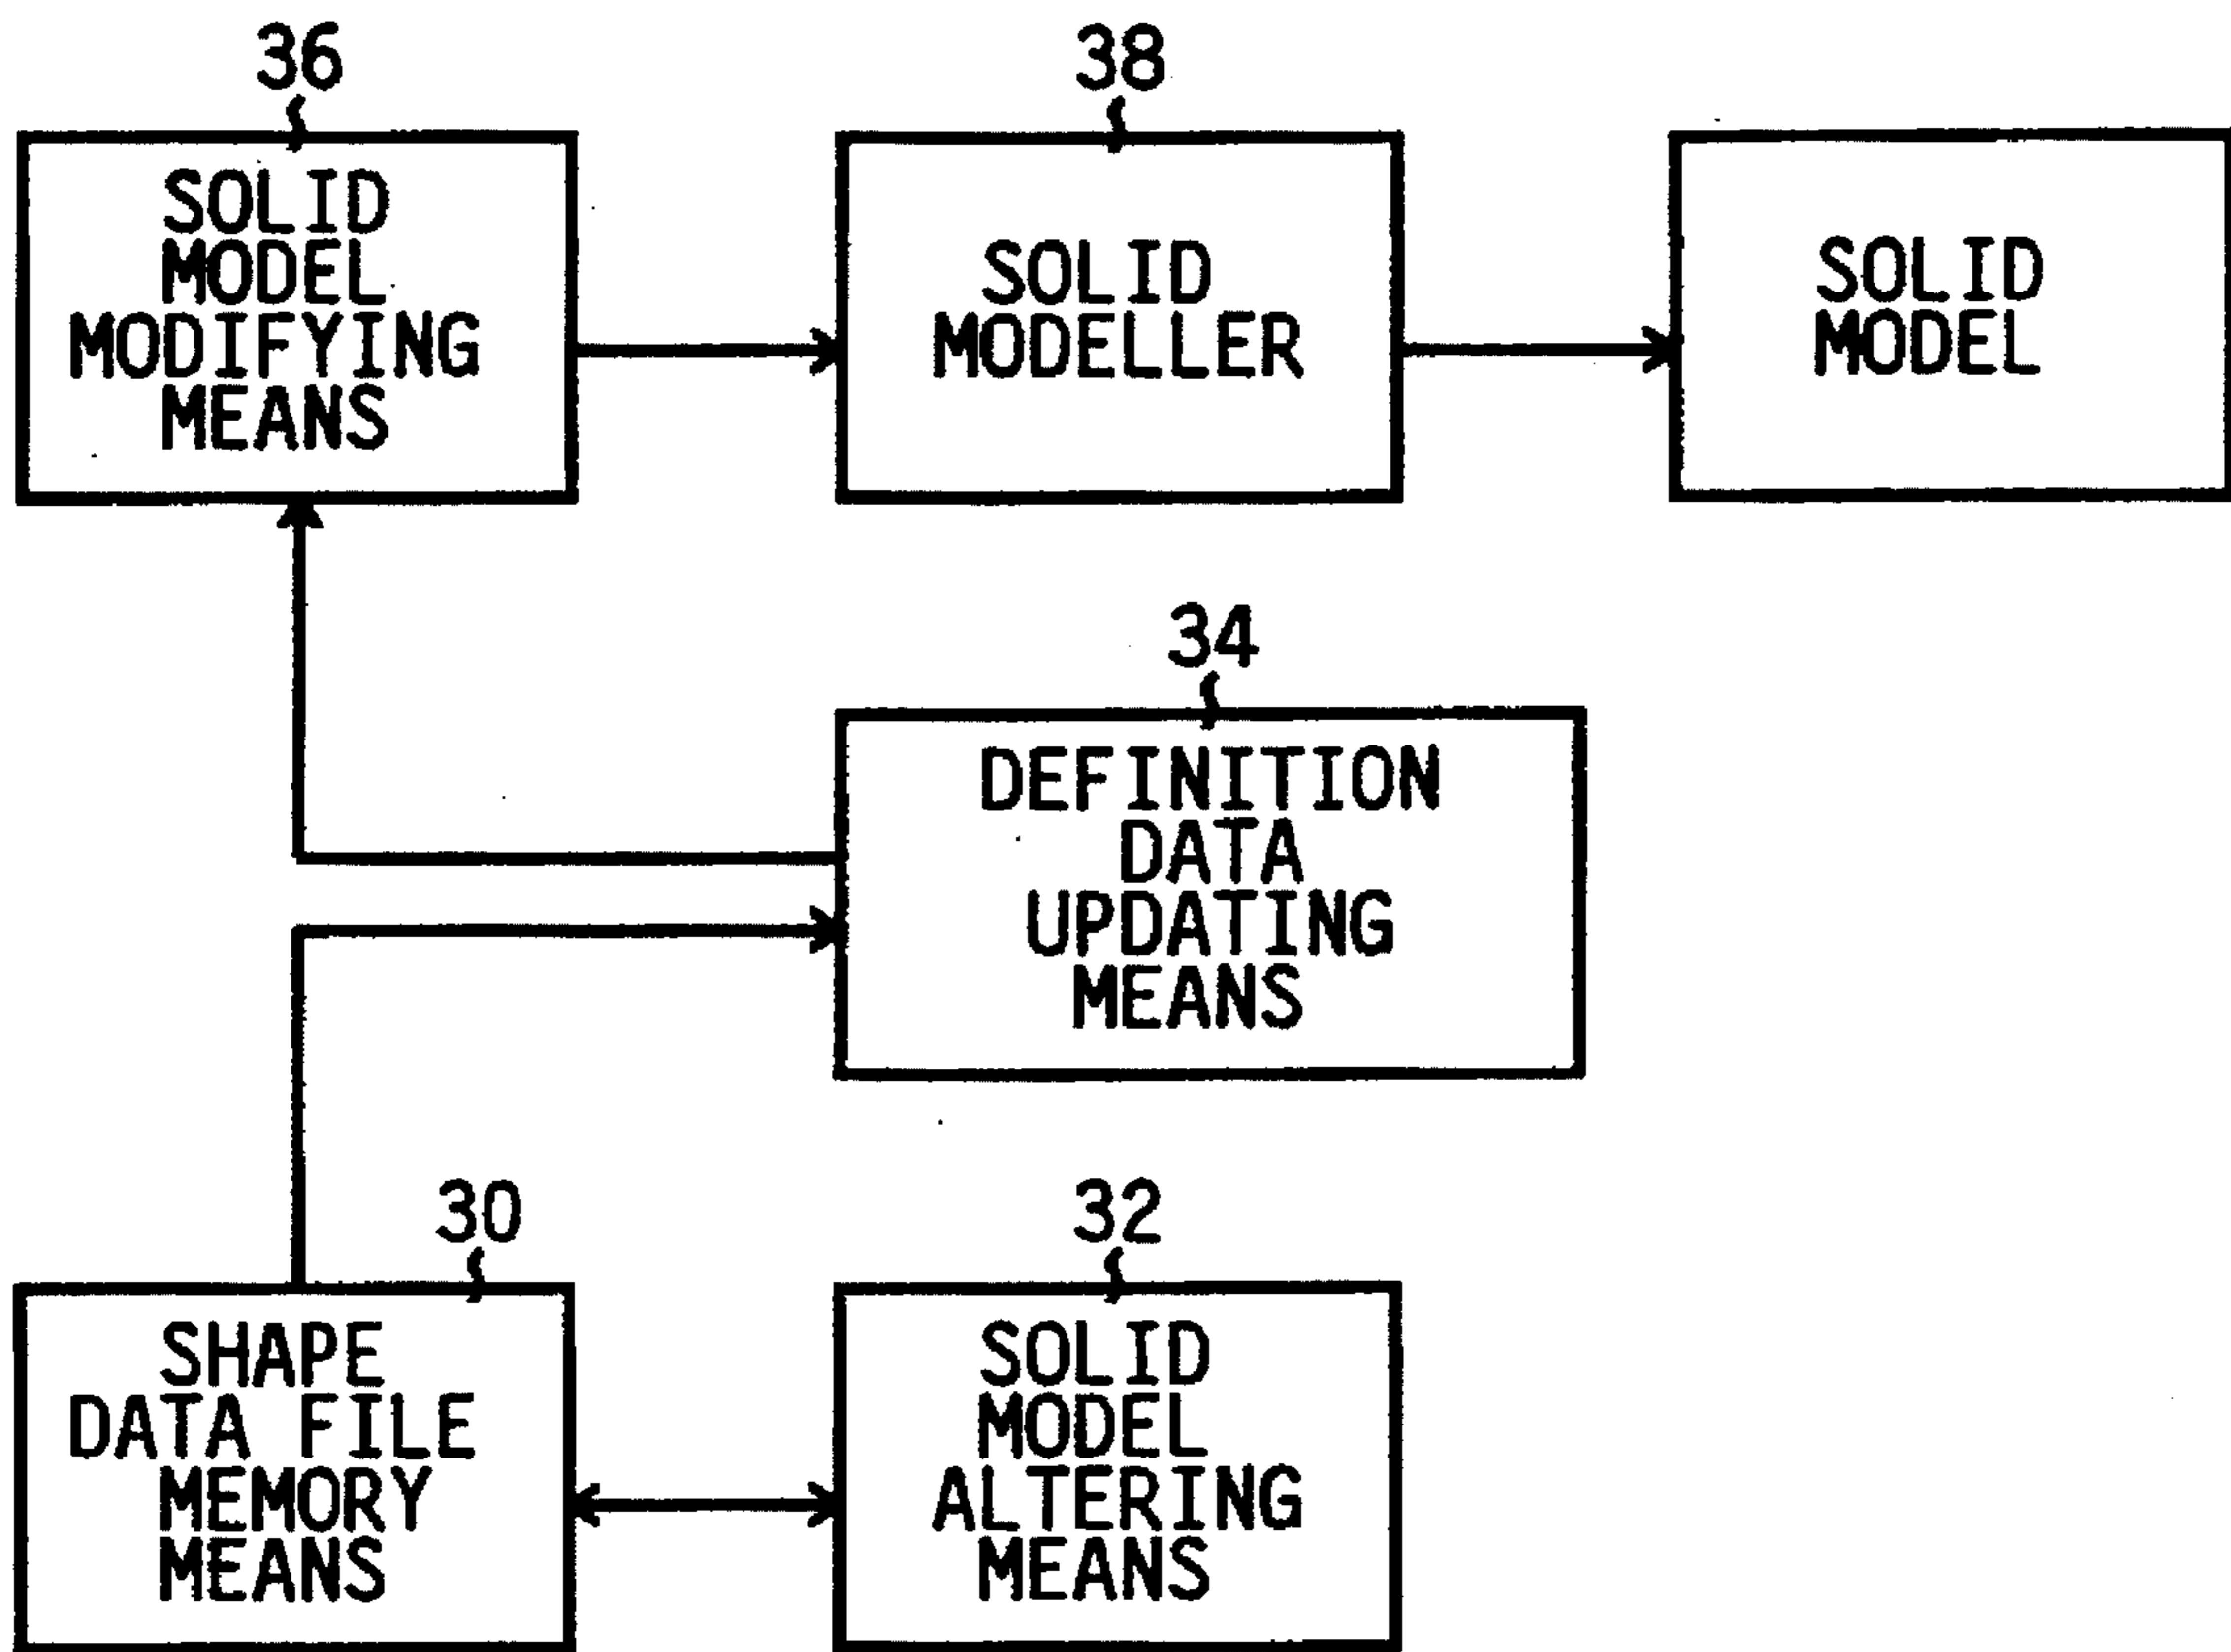 36
SOLID
MODEL
MODIFYING
MEANS
38
SOLID
MODELLER
SOLID
MODEL
34
DEFINITION
DATA
UPDATING
MEANS
30
SHAPE
DATA FILE
MEMORY
MEANS
32
SOLID
MODEL
ALTERING
MEANS